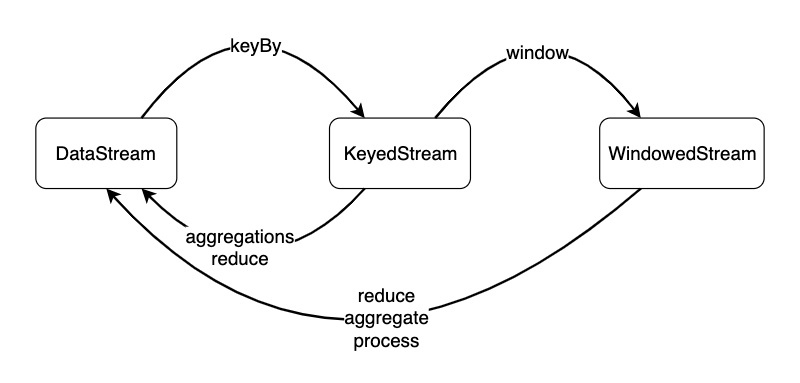 keyBy
window
DataStream
KeyedStream
WindowedStream
aggregations
reduce
reduce
aggregate
process